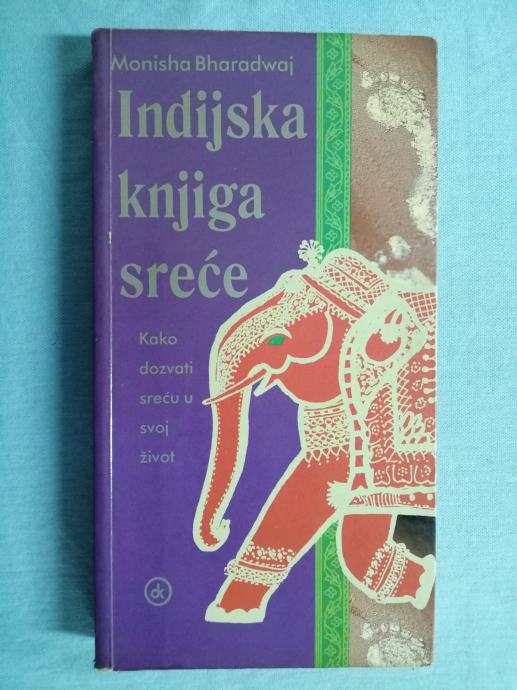 Monisha Bharadwaj
Indijska
knjiga
sreće
Kako
dozvati
sreću u
svoj
život
dk